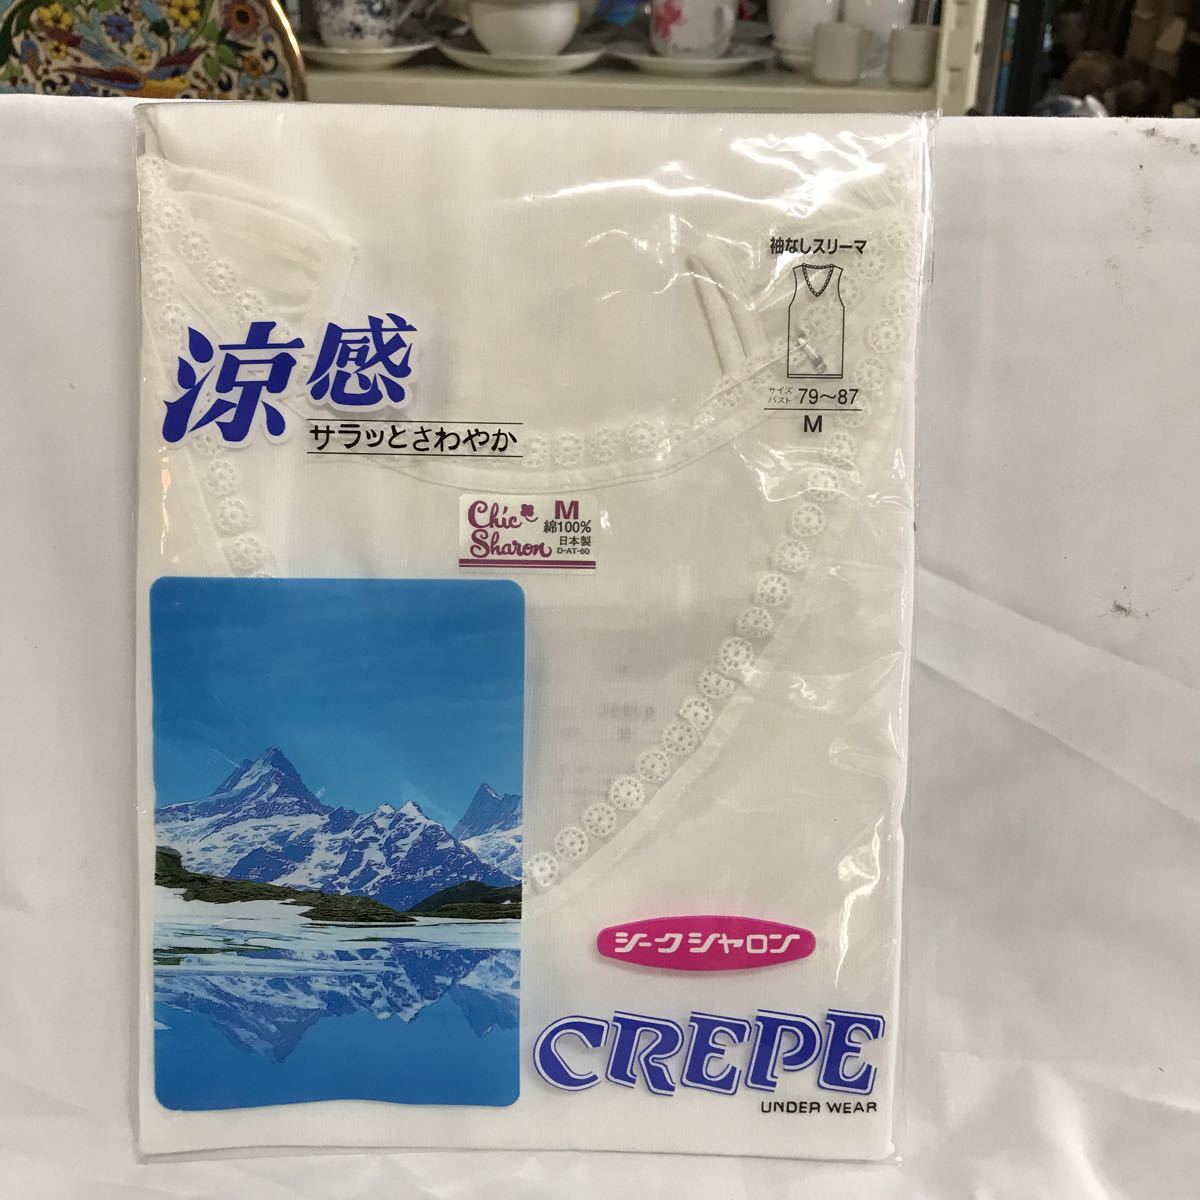 袖なしスリーマ
サイズ
バスト 79〜87
M
涼感
サラッとさわやか
Chic Sharon
M
綿100%
日本製
D-AT-60
シークシャロン
CREPE
UNDER WEAR